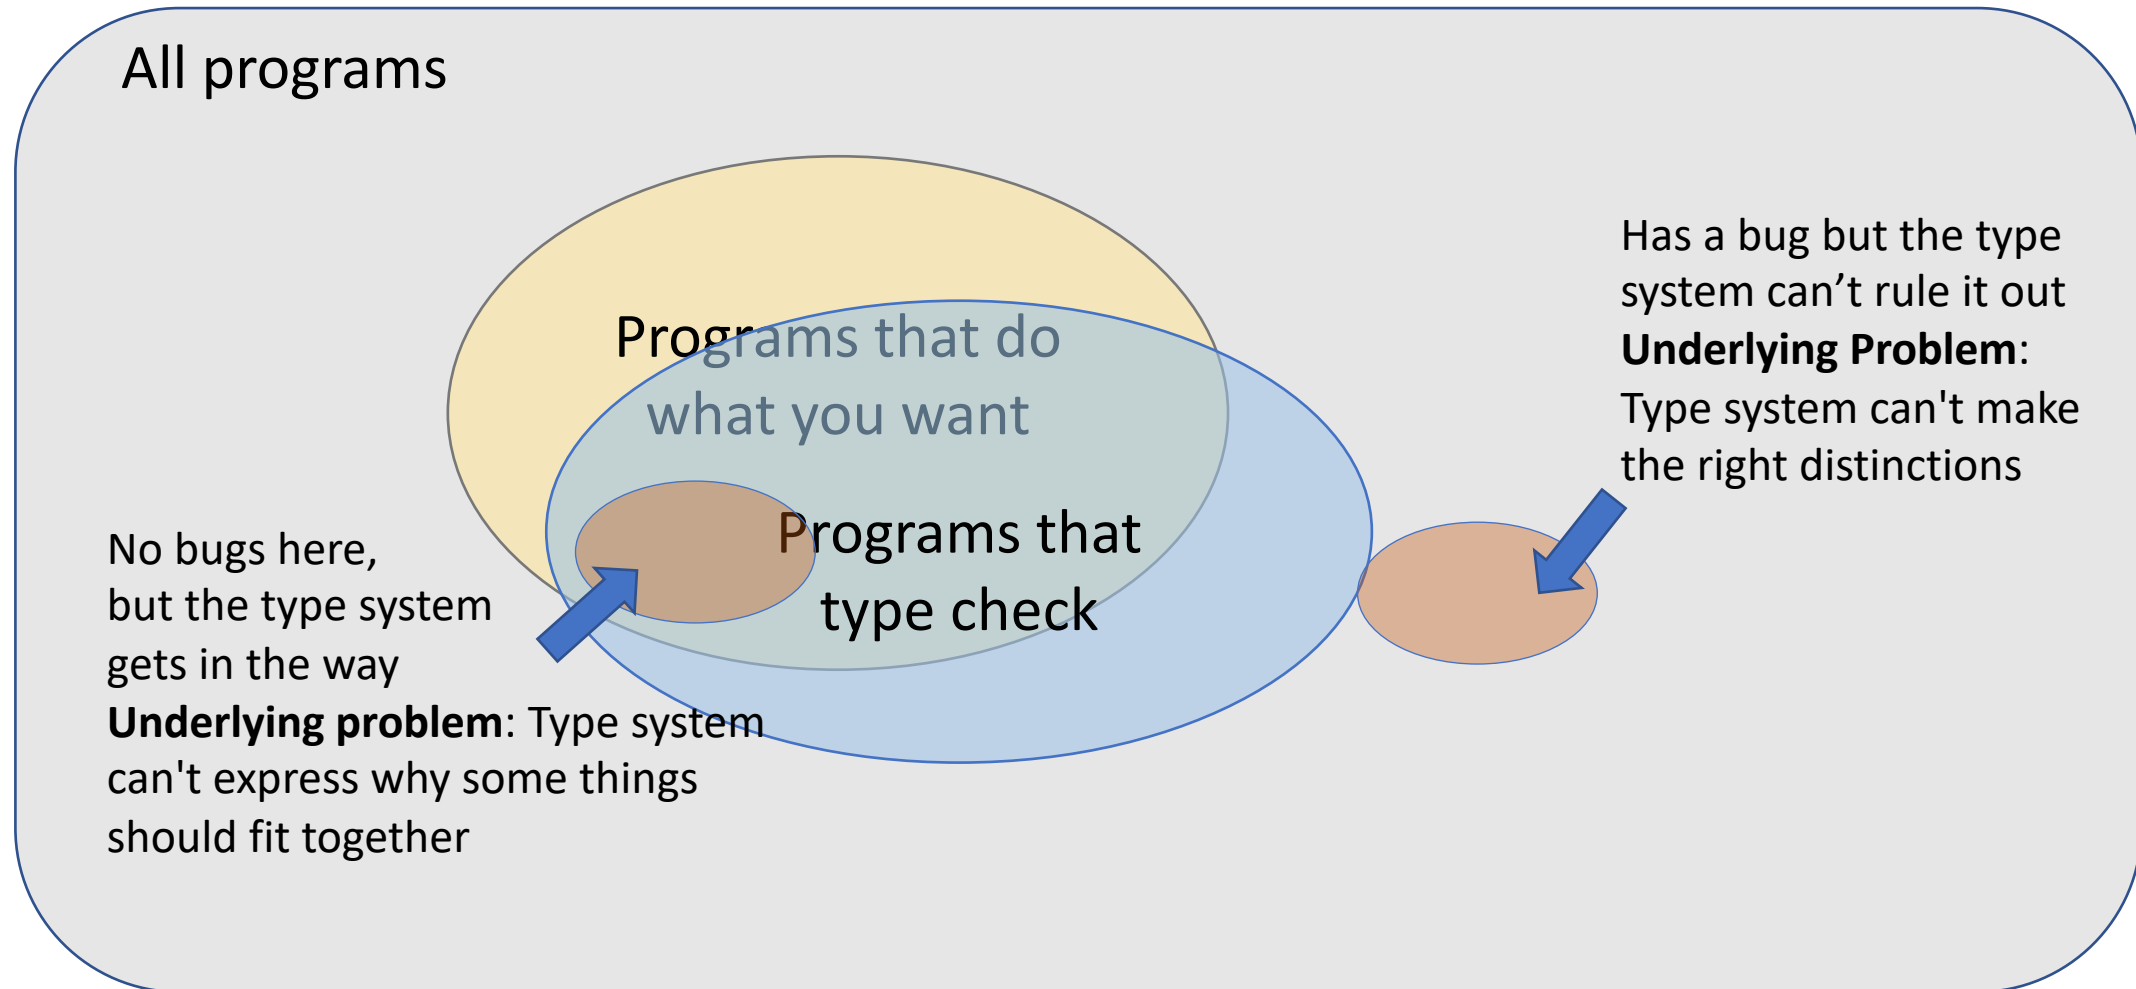 All programs
Programs that do
what you want
Programs that
type check
No bugs here,
but the type system
gets in the way
Underlying problem: Type system
can't express why some things
should fit together
Has a bug but the type
system can’t rule it out
Underlying Problem:
Type system can't make
the right distinctions